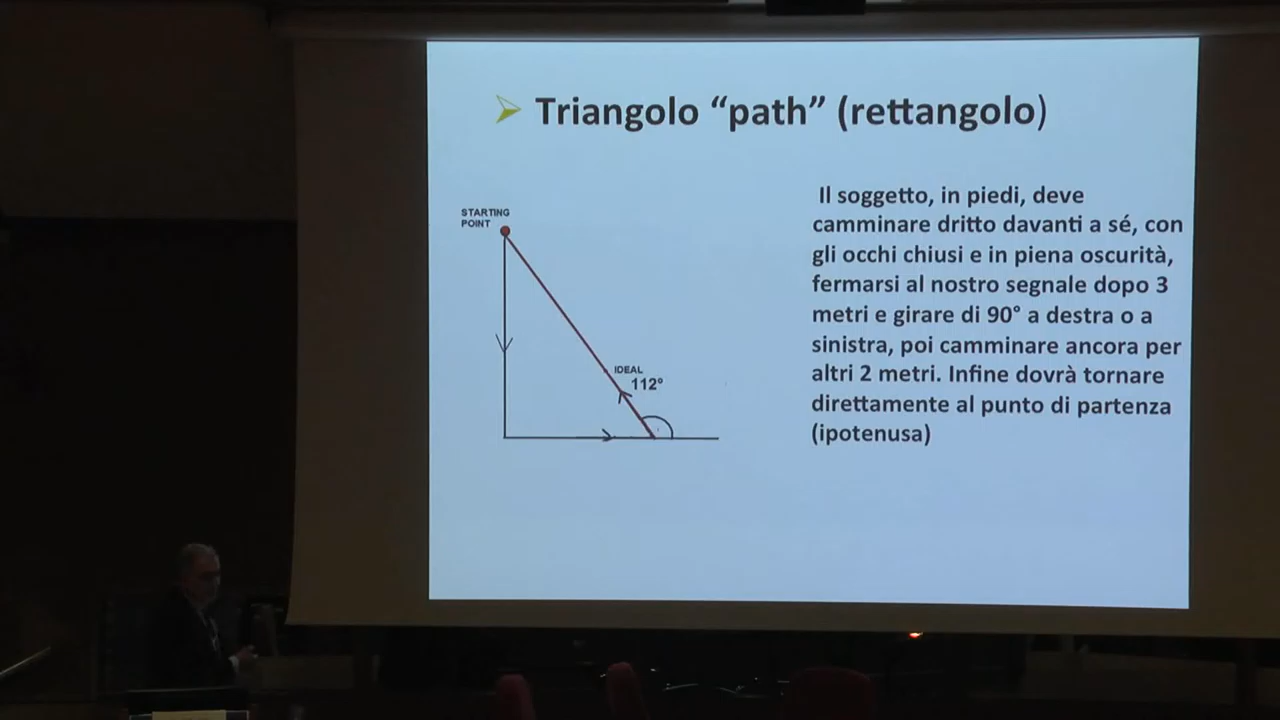 Triangolo “path” (rettangolo)
STARTING
POINT
IDEAL
112°
Il soggetto, in piedi, deve
camminare dritto davanti a sé, con
gli occhi chiusi e in piena oscurità,
fermarsi al nostro segnale dopo 3
metri e girare di 90° a destra o a
sinistra, poi camminare ancora per
altri 2 metri. Infine dovrà tornare
direttamente al punto di partenza
(ipotenusa)